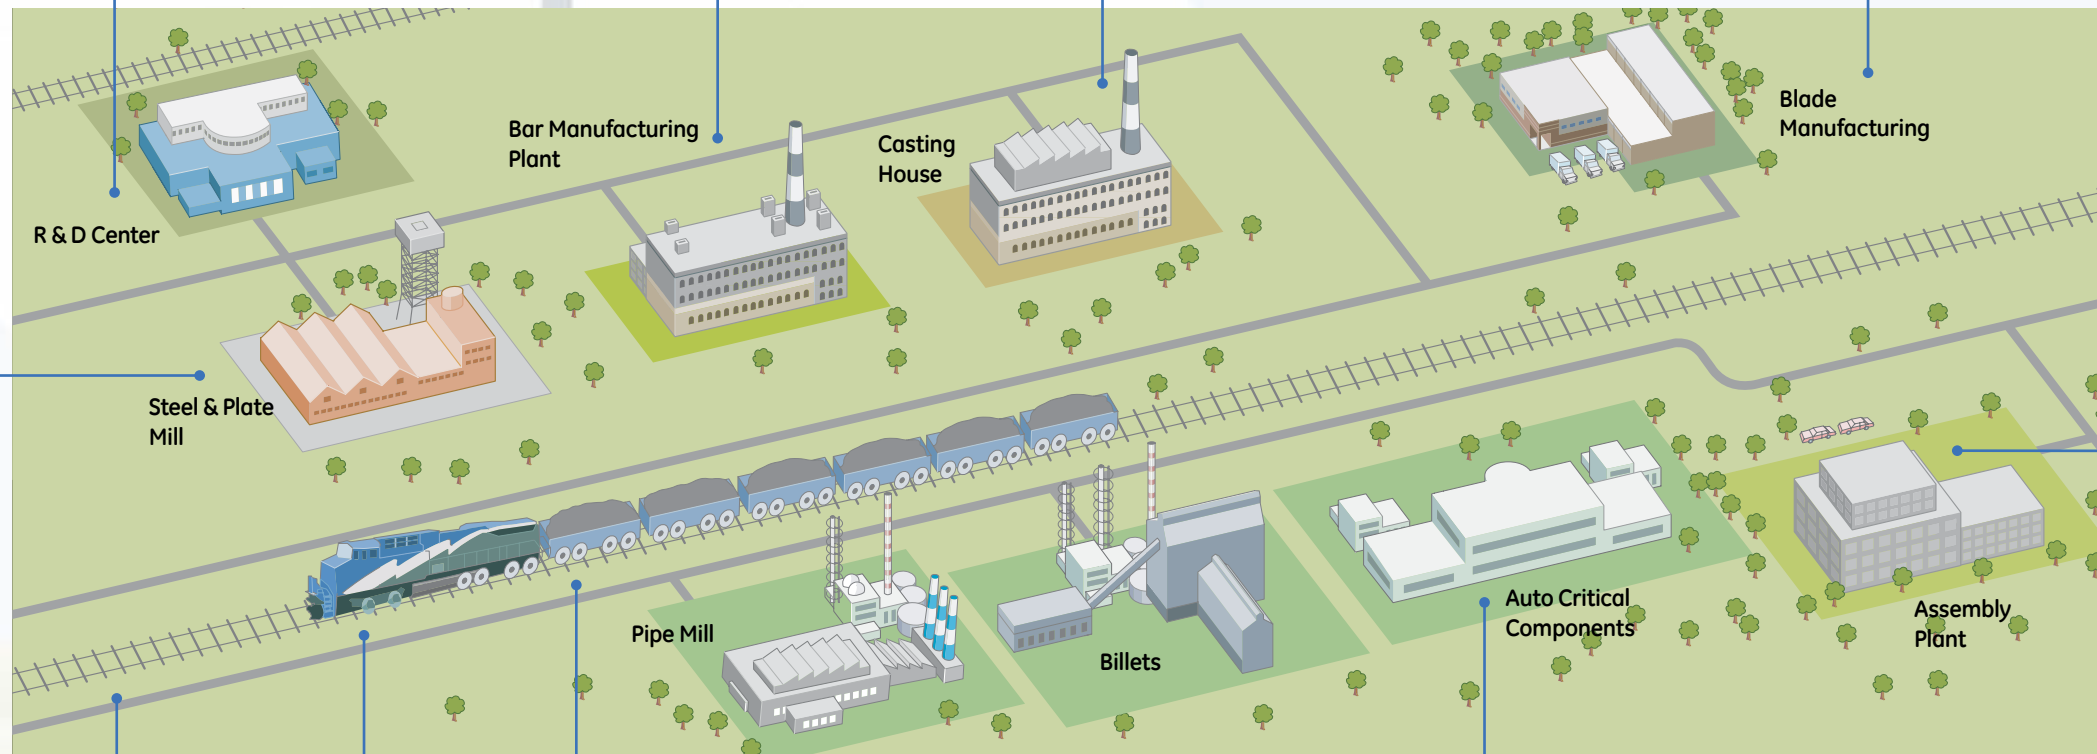 Blade
Manufacturing
Bar Manufacturing
Plant
Casting
House
R & D Center
Steel & Plate
Mill
Pipe Mill
Billets
Auto Critical
Components
Assembly
Plant